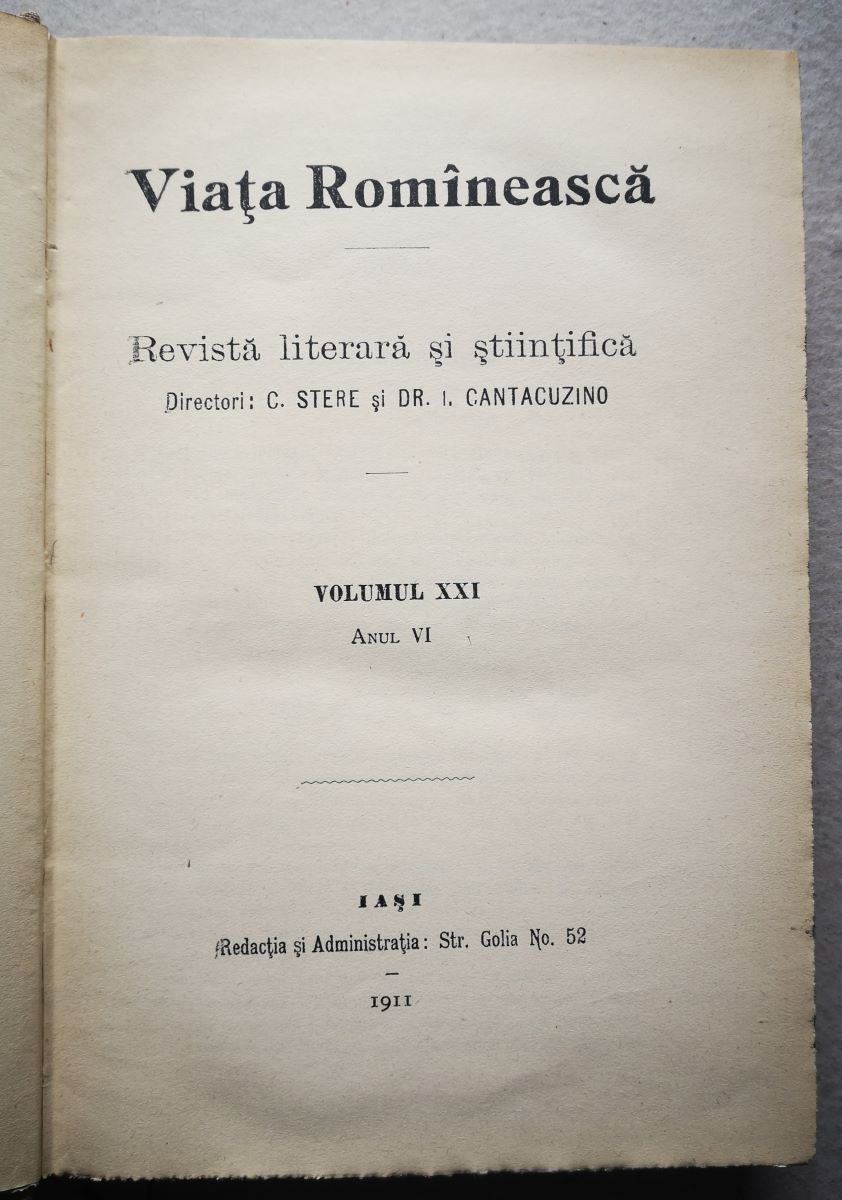 Viaţa Romînească
Revistă literară şi ştiinţifică
Directori: C. STERE şi DR. I. CANTACUZINO
VOLUMUL XXI
ANUL VI
IAŞI
Redacţia şi Administraţia: Str. Golia No. 52
1911